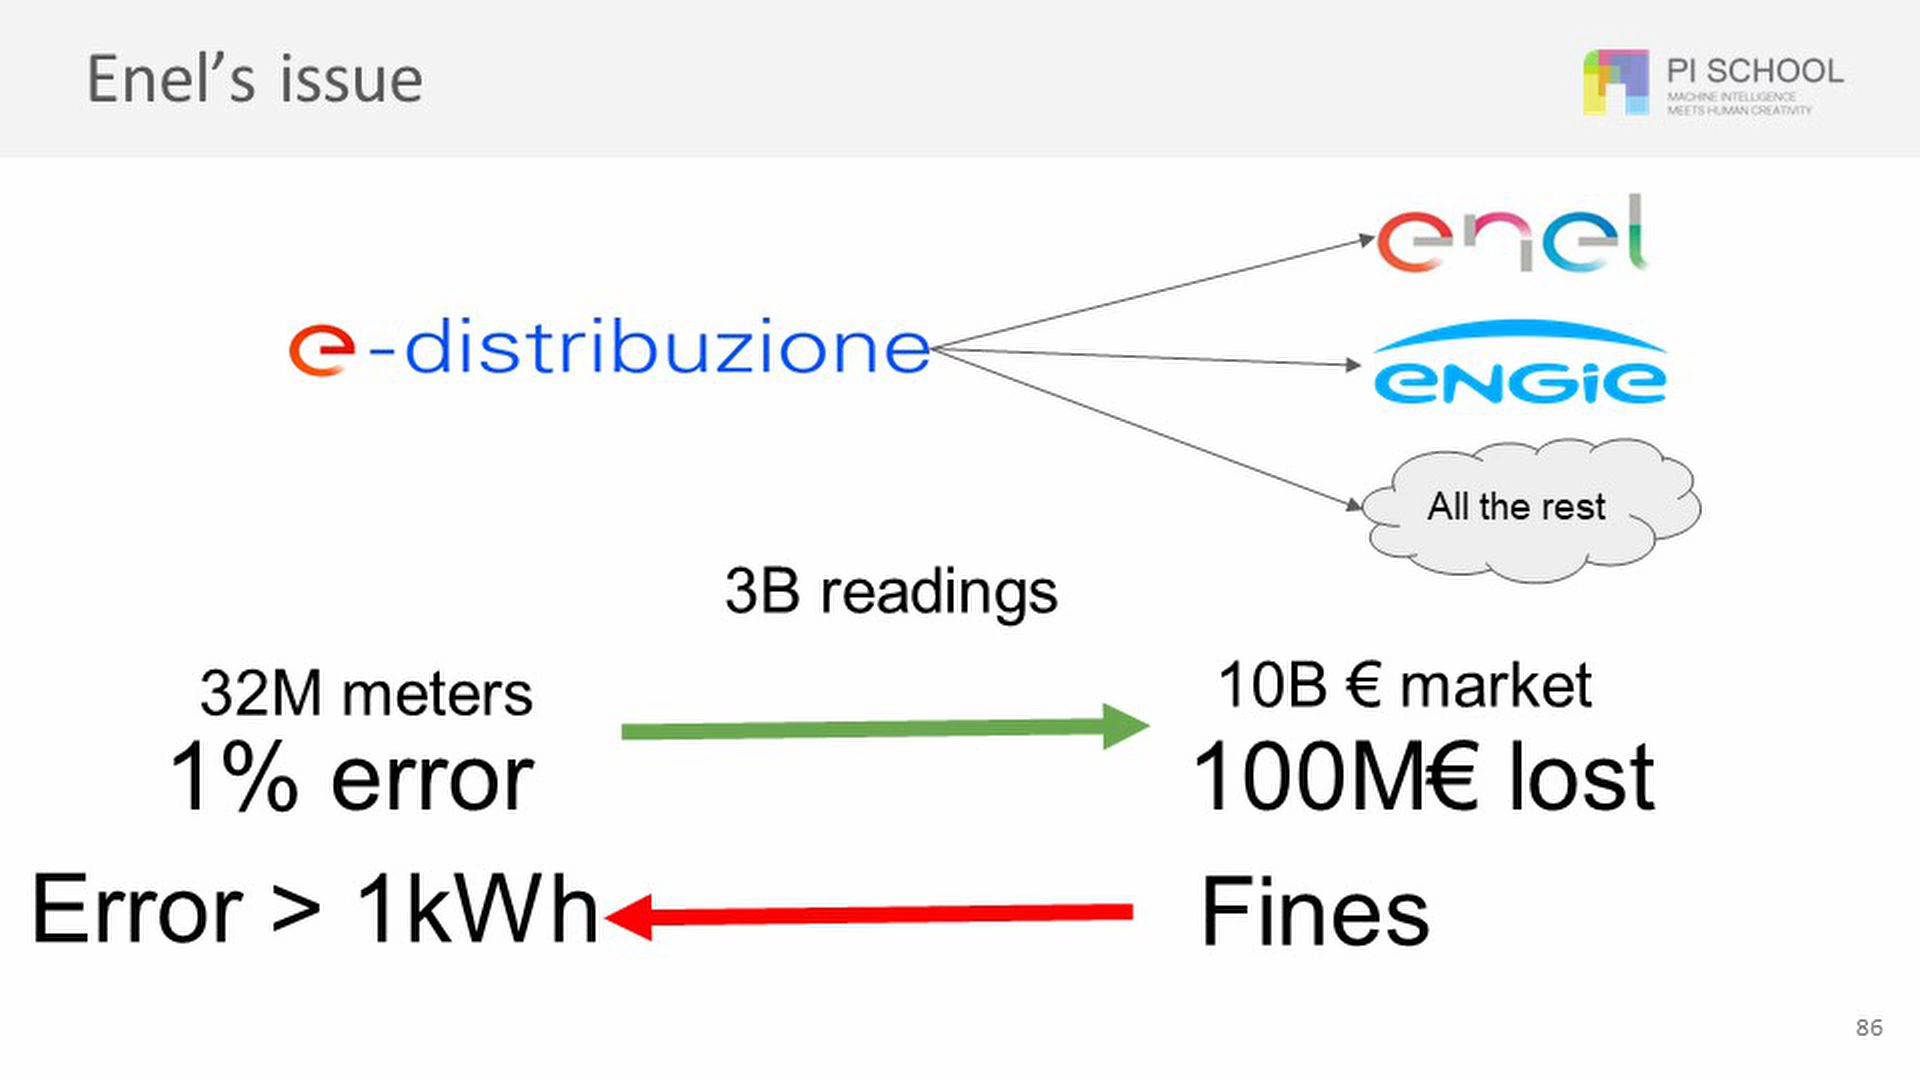 Enel's issue
PI SCHOOL
MACHINE INTELLIGENCE
MEETS HUMAN CREATIVITY
enel
e-distribuzione
ENGIE
All the rest
3B readings
32M meters
10B € market
1% error
100M€ lost
Error > 1kWh
Fines
86